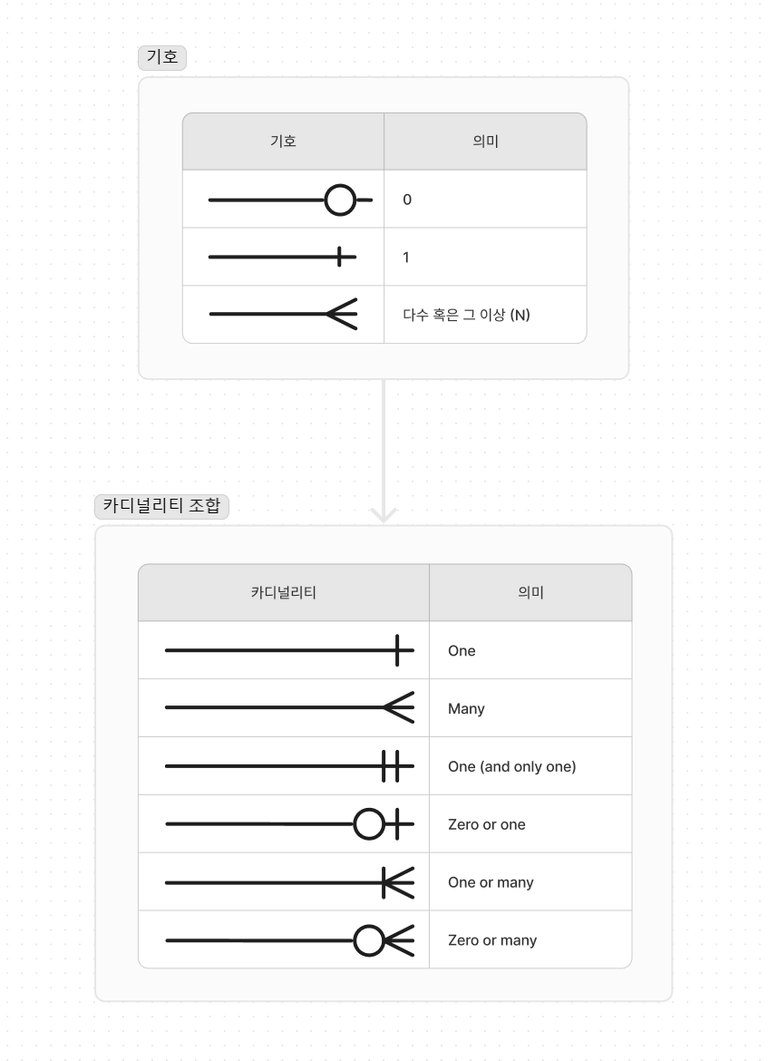 기호
기호 의미
0
1
다수 혹은 그 이상 (N)
카디널리티 조합
카디널리티 의미
One
Many
One (and only one)
Zero or one
One or many
Zero or many